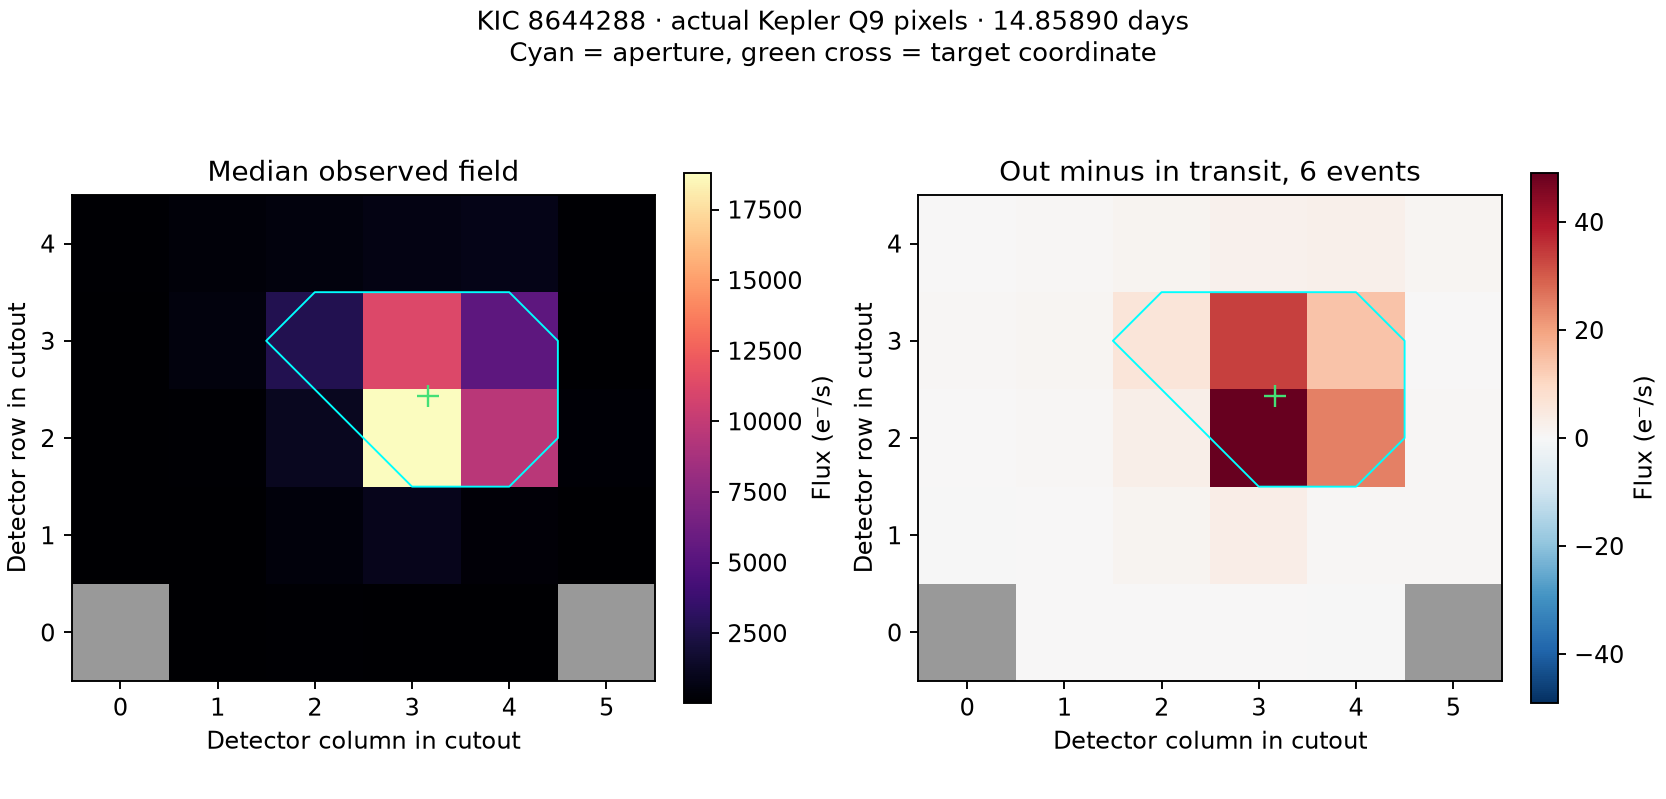 KIC 8644288 · actual Kepler Q9 pixels · 14.85890 days
Cyan = aperture, green cross = target coordinate
Median observed field
4
3
2
1
0
0 1 2 3 4 5
Detector row in cutout
Detector column in cutout
17500
15000
12500
10000
7500
5000
2500
Flux (e⁻/s)
Out minus in transit, 6 events
4
3
2
1
0
0 1 2 3 4 5
Detector row in cutout
Detector column in cutout
40
20
0
−20
−40
Flux (e⁻/s)